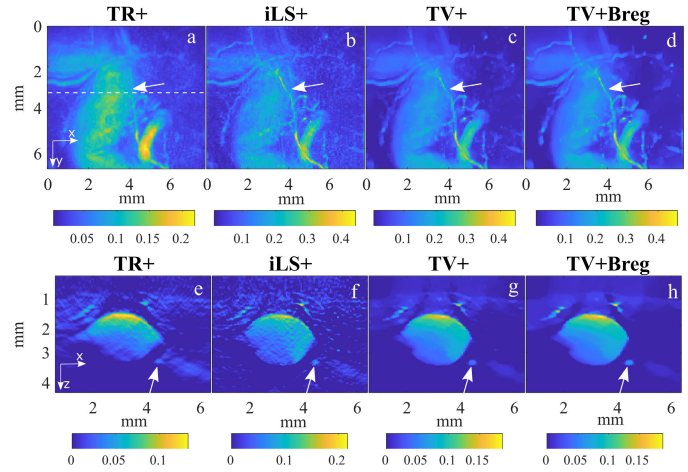 TR+ iLS+ TV+ TV+Breg
0 2 4 6
mm
a b c d
x
y
0 2 4 6 0 2 4 6 0 2 4 6 0 2 4 6
mm mm mm mm
0.05 0.1 0.15 0.2 0.1 0.2 0.3 0.4 0.1 0.2 0.3 0.4 0.1 0.2 0.3 0.4
TR+ iLS+ TV+ TV+Breg
1 2 3 4
mm
e f g h
x
z
2 4 6 2 4 6 2 4 6 2 4 6
mm mm mm mm
0 0.05 0.1 0 0.1 0.2 0 0.05 0.1 0.15 0 0.05 0.1 0.15